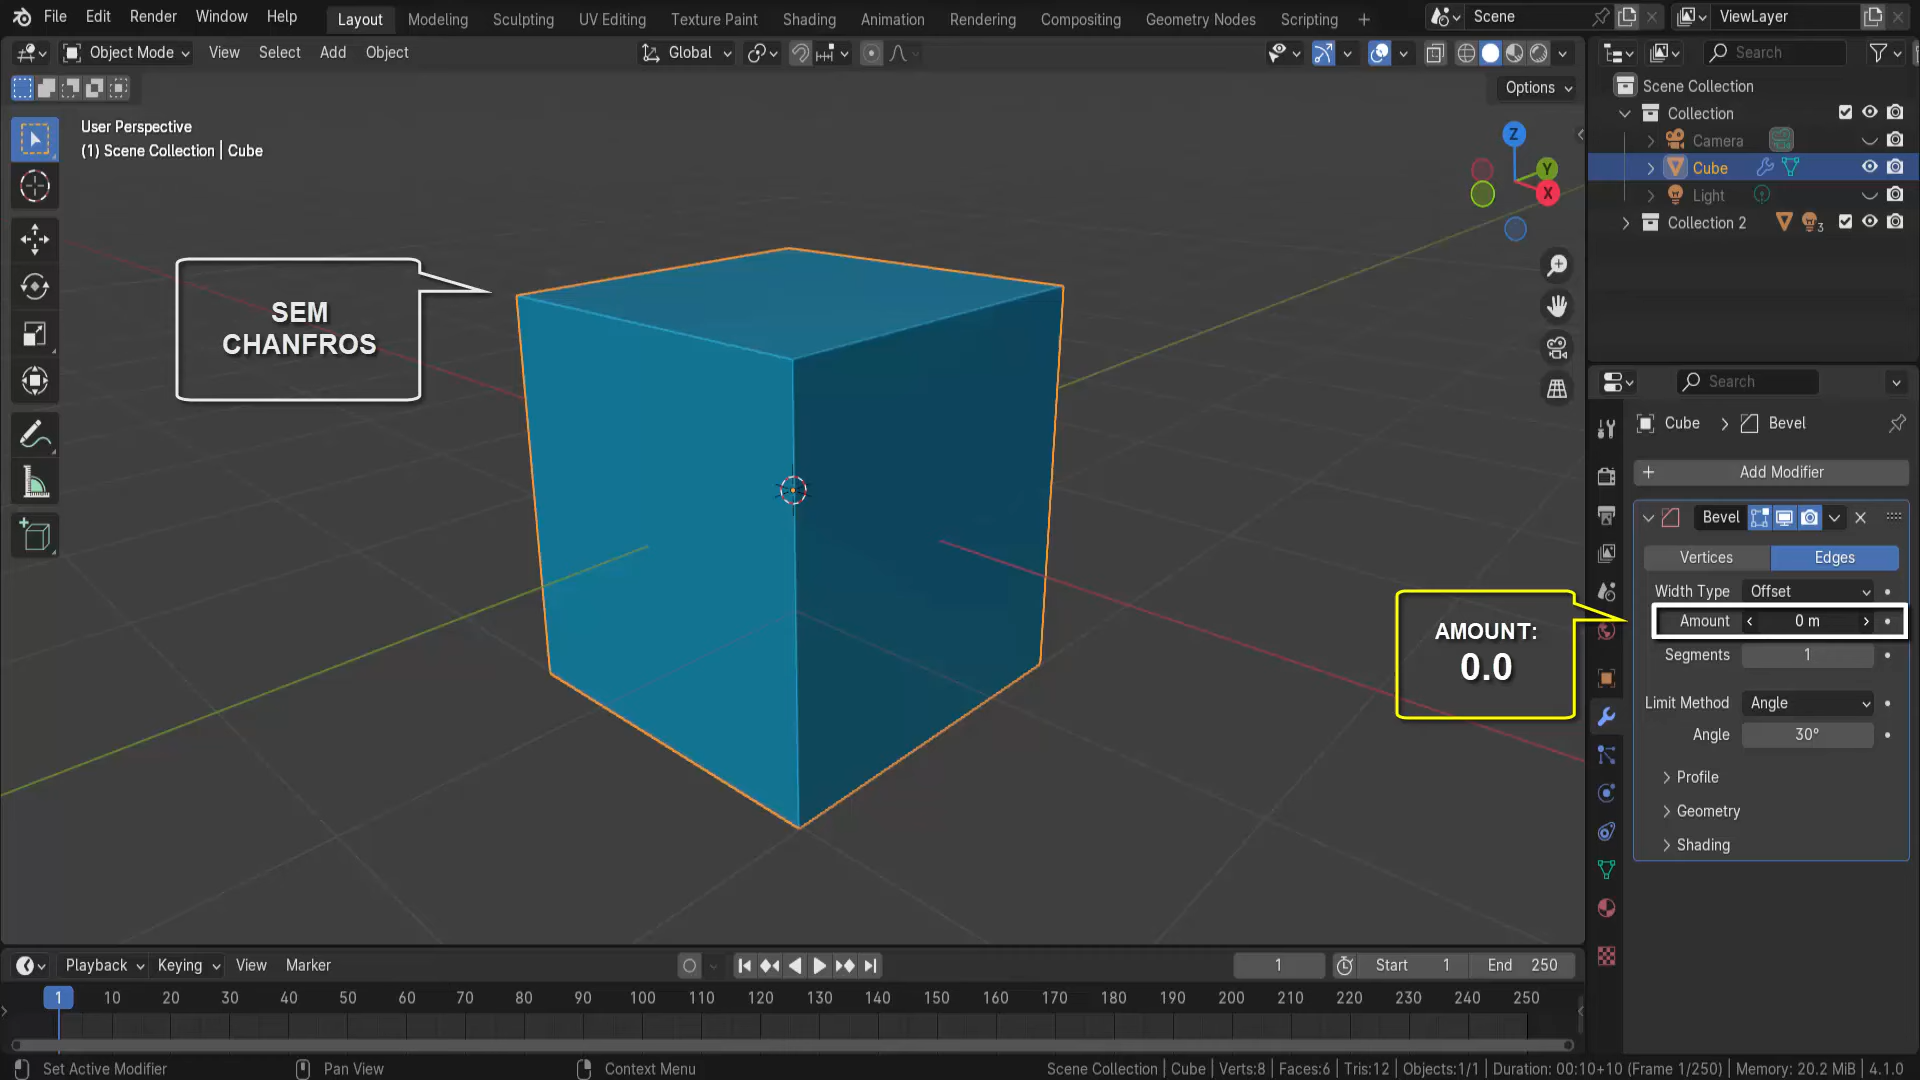 File Edit Render Window Help Layout Modeling Sculpting UV Editing Texture Paint Shading Animation Rendering Compositing Geometry Nodes Scripting + Scene ViewLayer
Object Mode View Select Add Object Global Search
Options
User Perspective
(1) Scene Collection | Cube
Z
Y
X
Scene Collection
Collection
Camera
Cube
Light
Collection 2 3
SEM
CHANFROS
AMOUNT:
0.0
Search
Cube > Bevel
+ Add Modifier
Bevel
Vertices Edges
Width Type Offset
Amount 0 m
Segments 1
Limit Method Angle
Angle 30°
Profile
Geometry
Shading
Playback Keying View Marker 1 Start 1 End 250
1 10 20 30 40 50 60 70 80 90 100 110 120 130 140 150 160 170 180 190 200 210 220 230 240 250
Set Active Modifier Pan View Context Menu Scene Collection | Cube | Verts:8 | Faces:6 | Tris:12 | Objects:1/1 | Duration: 00:10+10 (Frame 1/250) | Memory: 20.2 MiB | 4.1.0